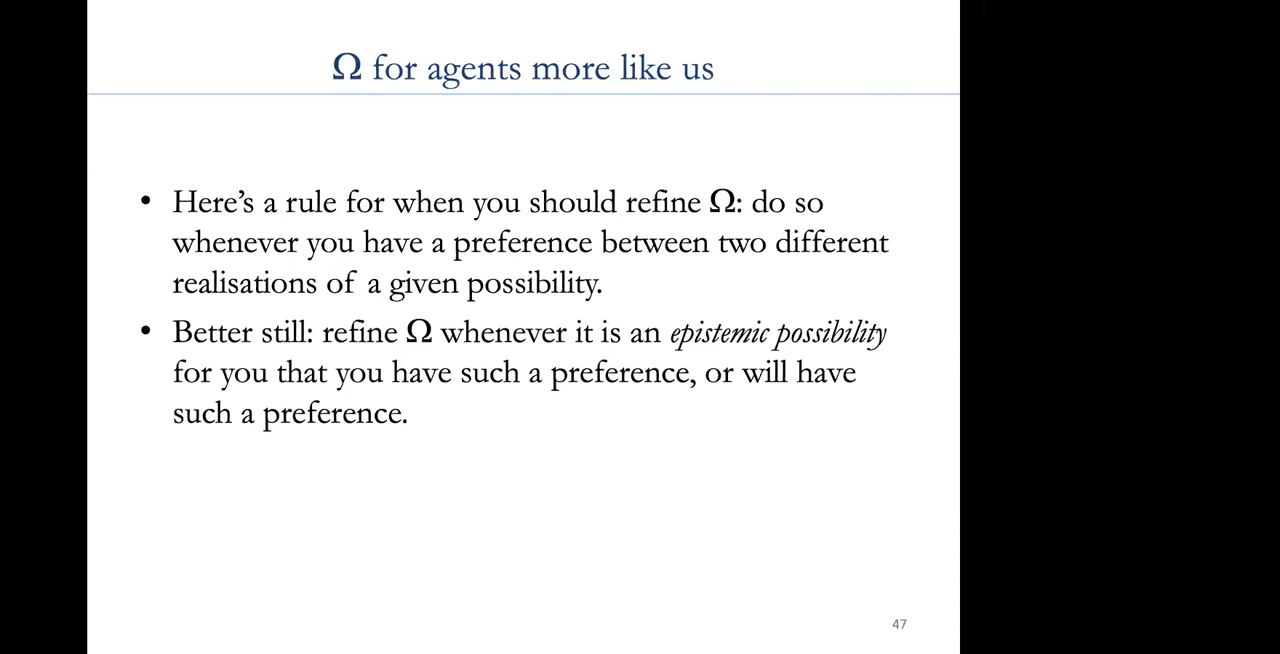 Ω for agents more like us
• Here’s a rule for when you should refine Ω: do so
whenever you have a preference between two different
realisations of a given possibility.
• Better still: refine Ω whenever it is an epistemic possibility
for you that you have such a preference, or will have
such a preference.
47